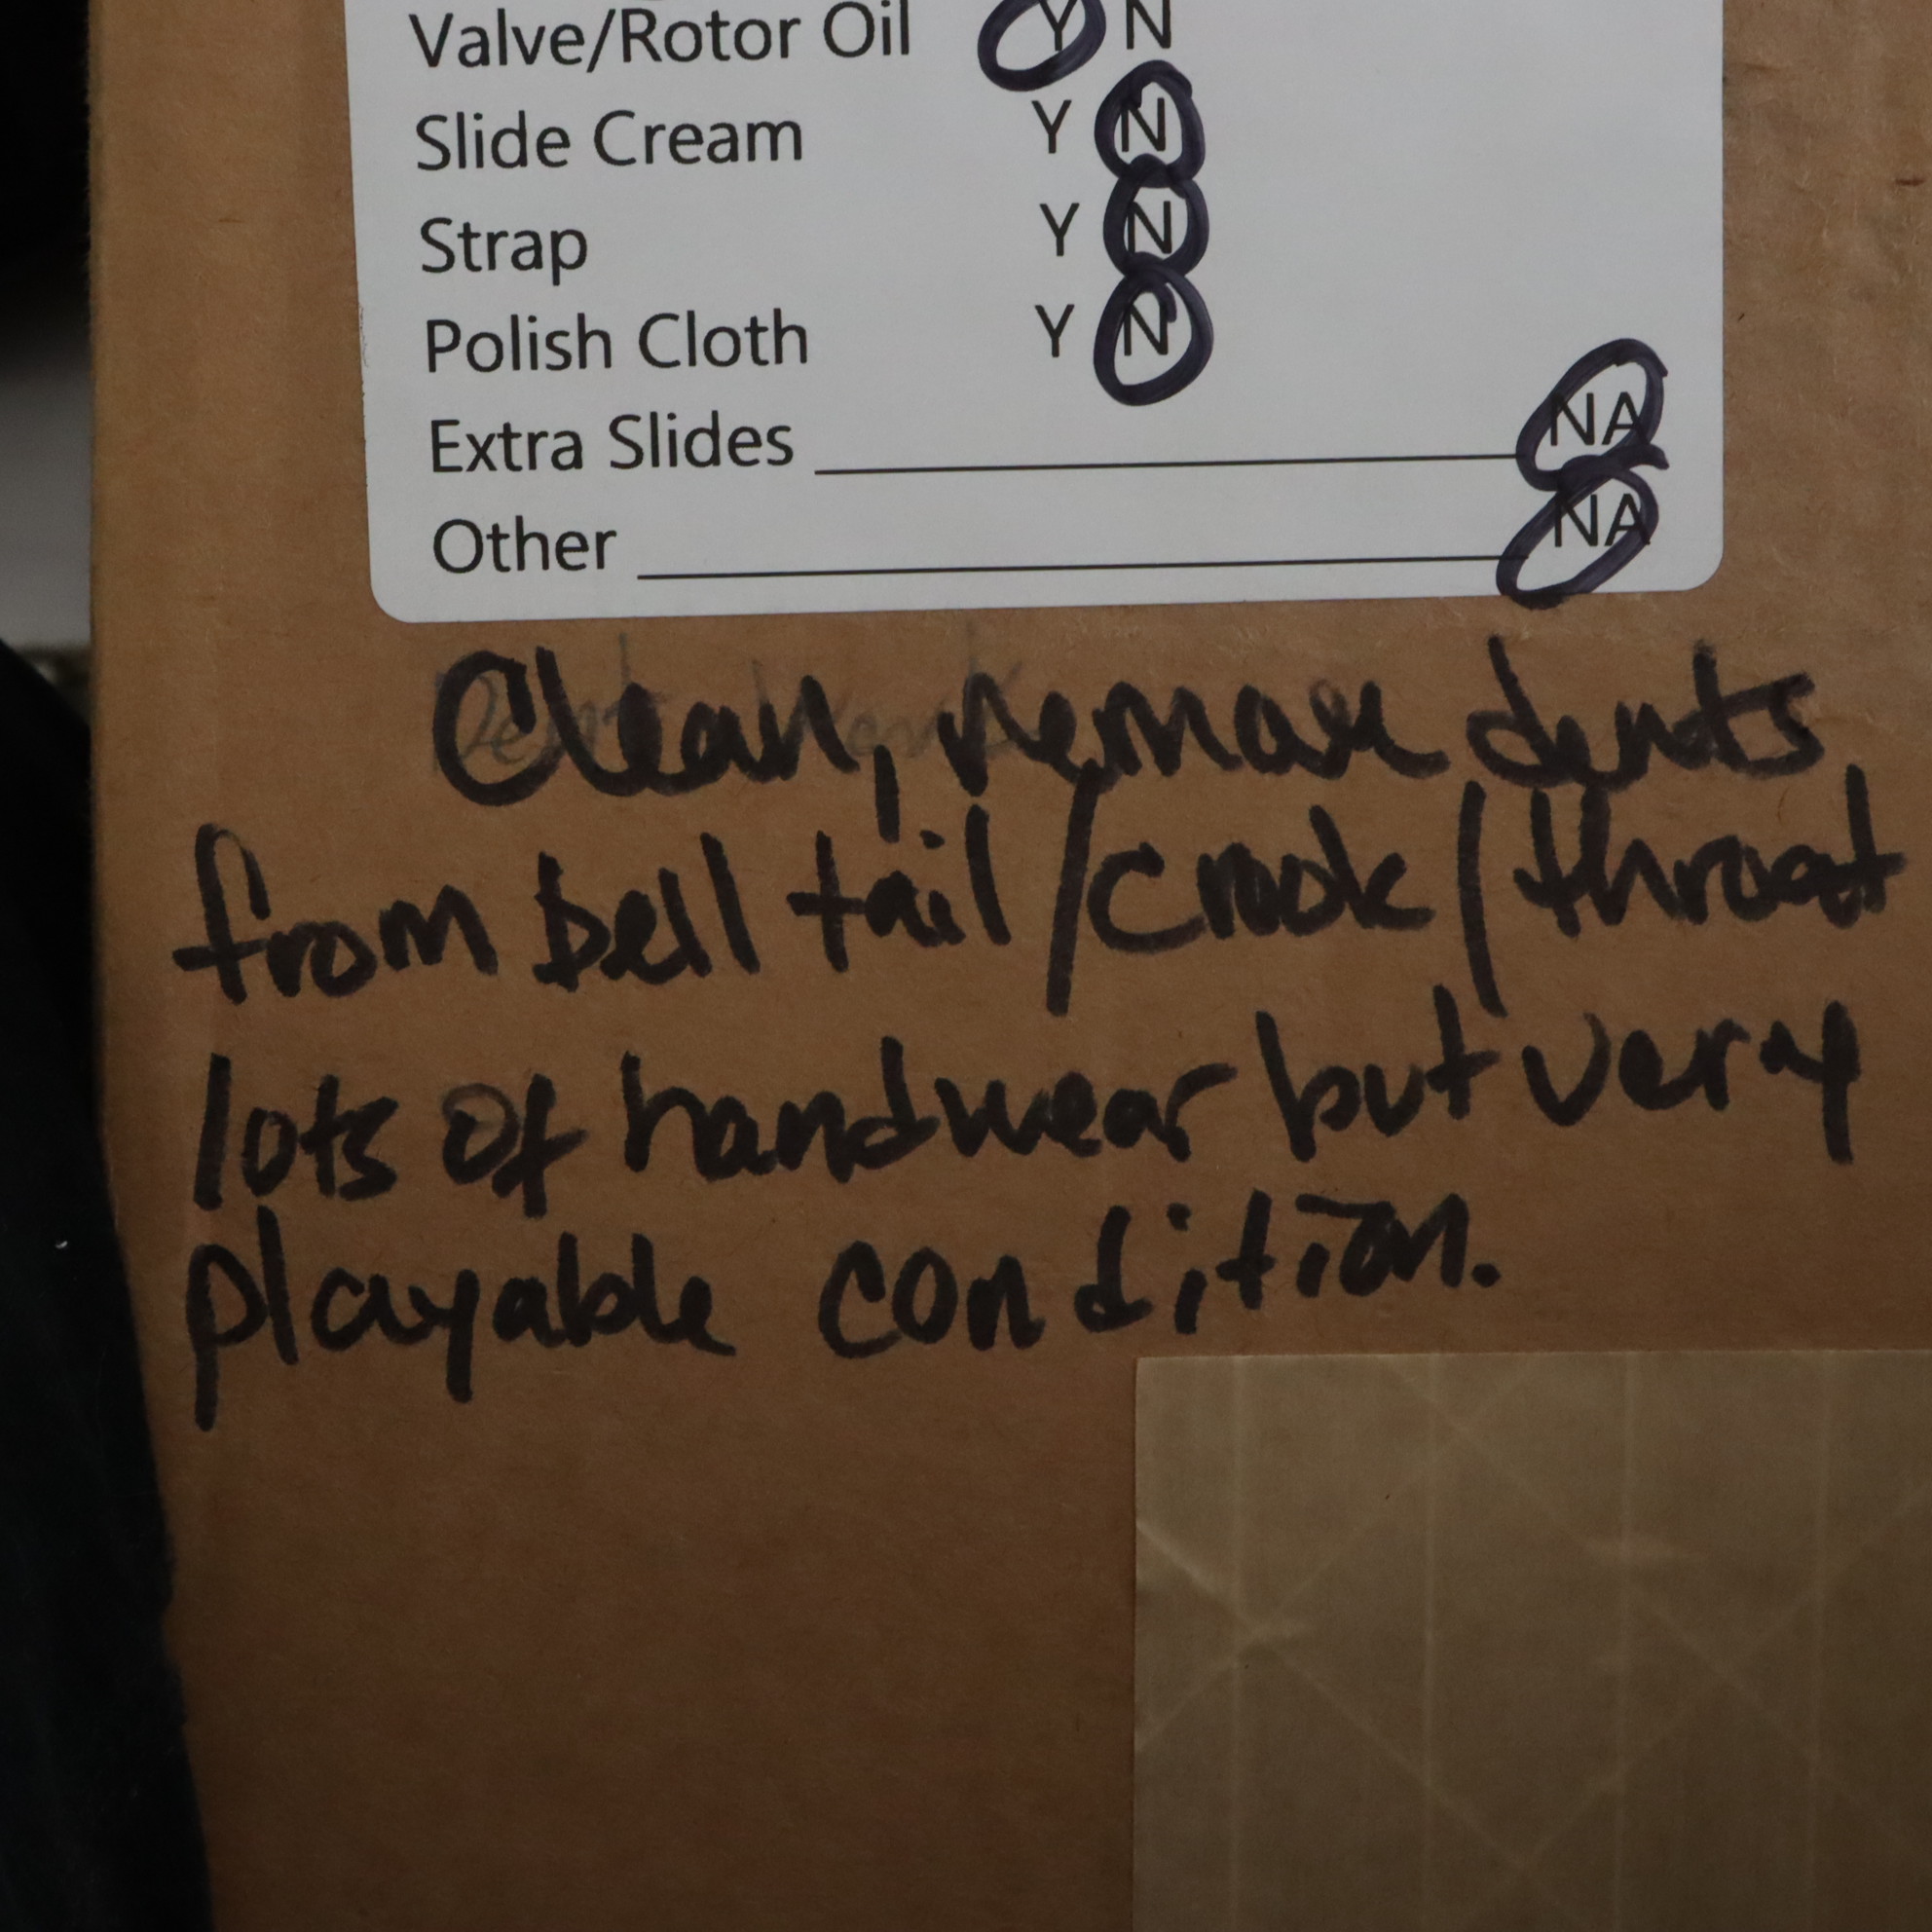 Valve/Rotor Oil Y N
Slide Cream Y N
Strap Y N
Polish Cloth Y N
Extra Slides NA
Other NA
Clean, remove dents
from bell tail/crook/throat
lots of handwear but very
playable condition.